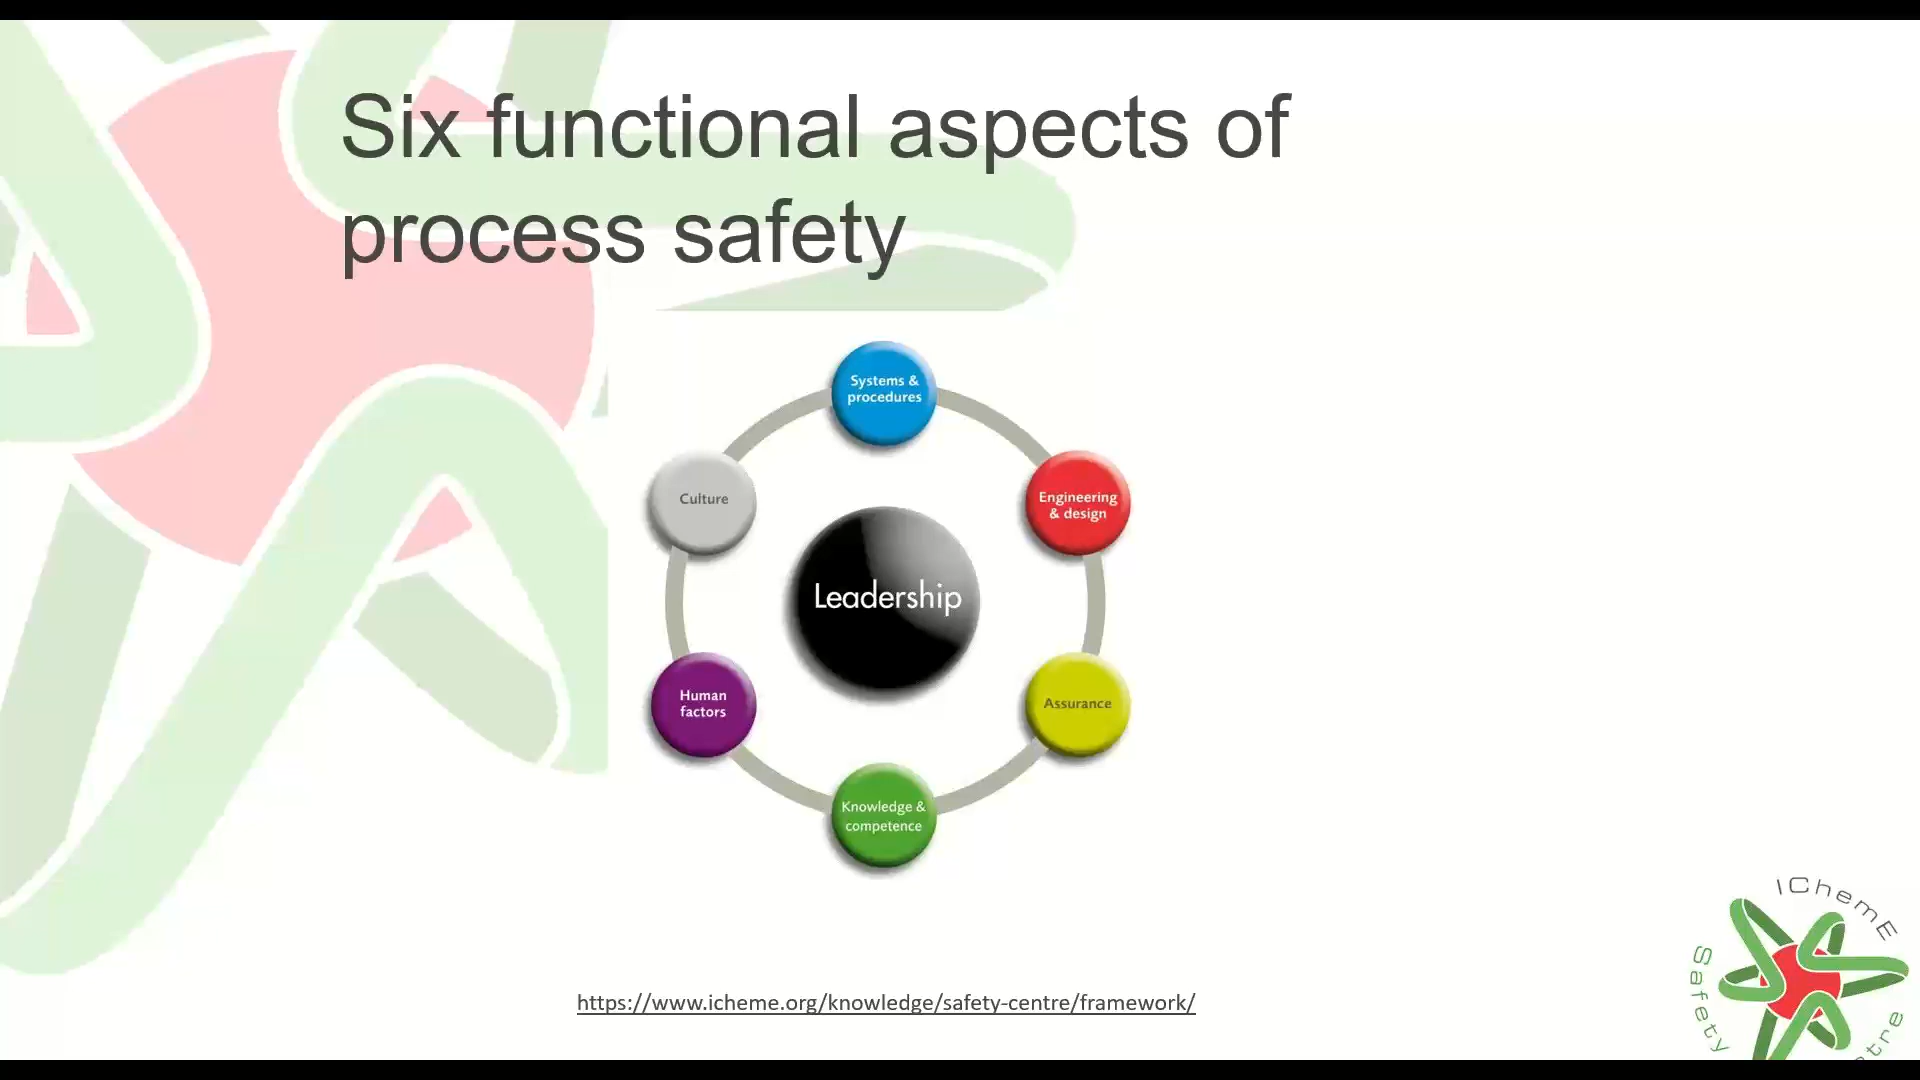 Six functional aspects of
process safety
Systems &
procedures
Engineering
& design
Culture
Leadership
Human
factors
Assurance
Knowledge &
competence
https://www.icheme.org/knowledge/safety-centre/framework/
IChemE
Safety